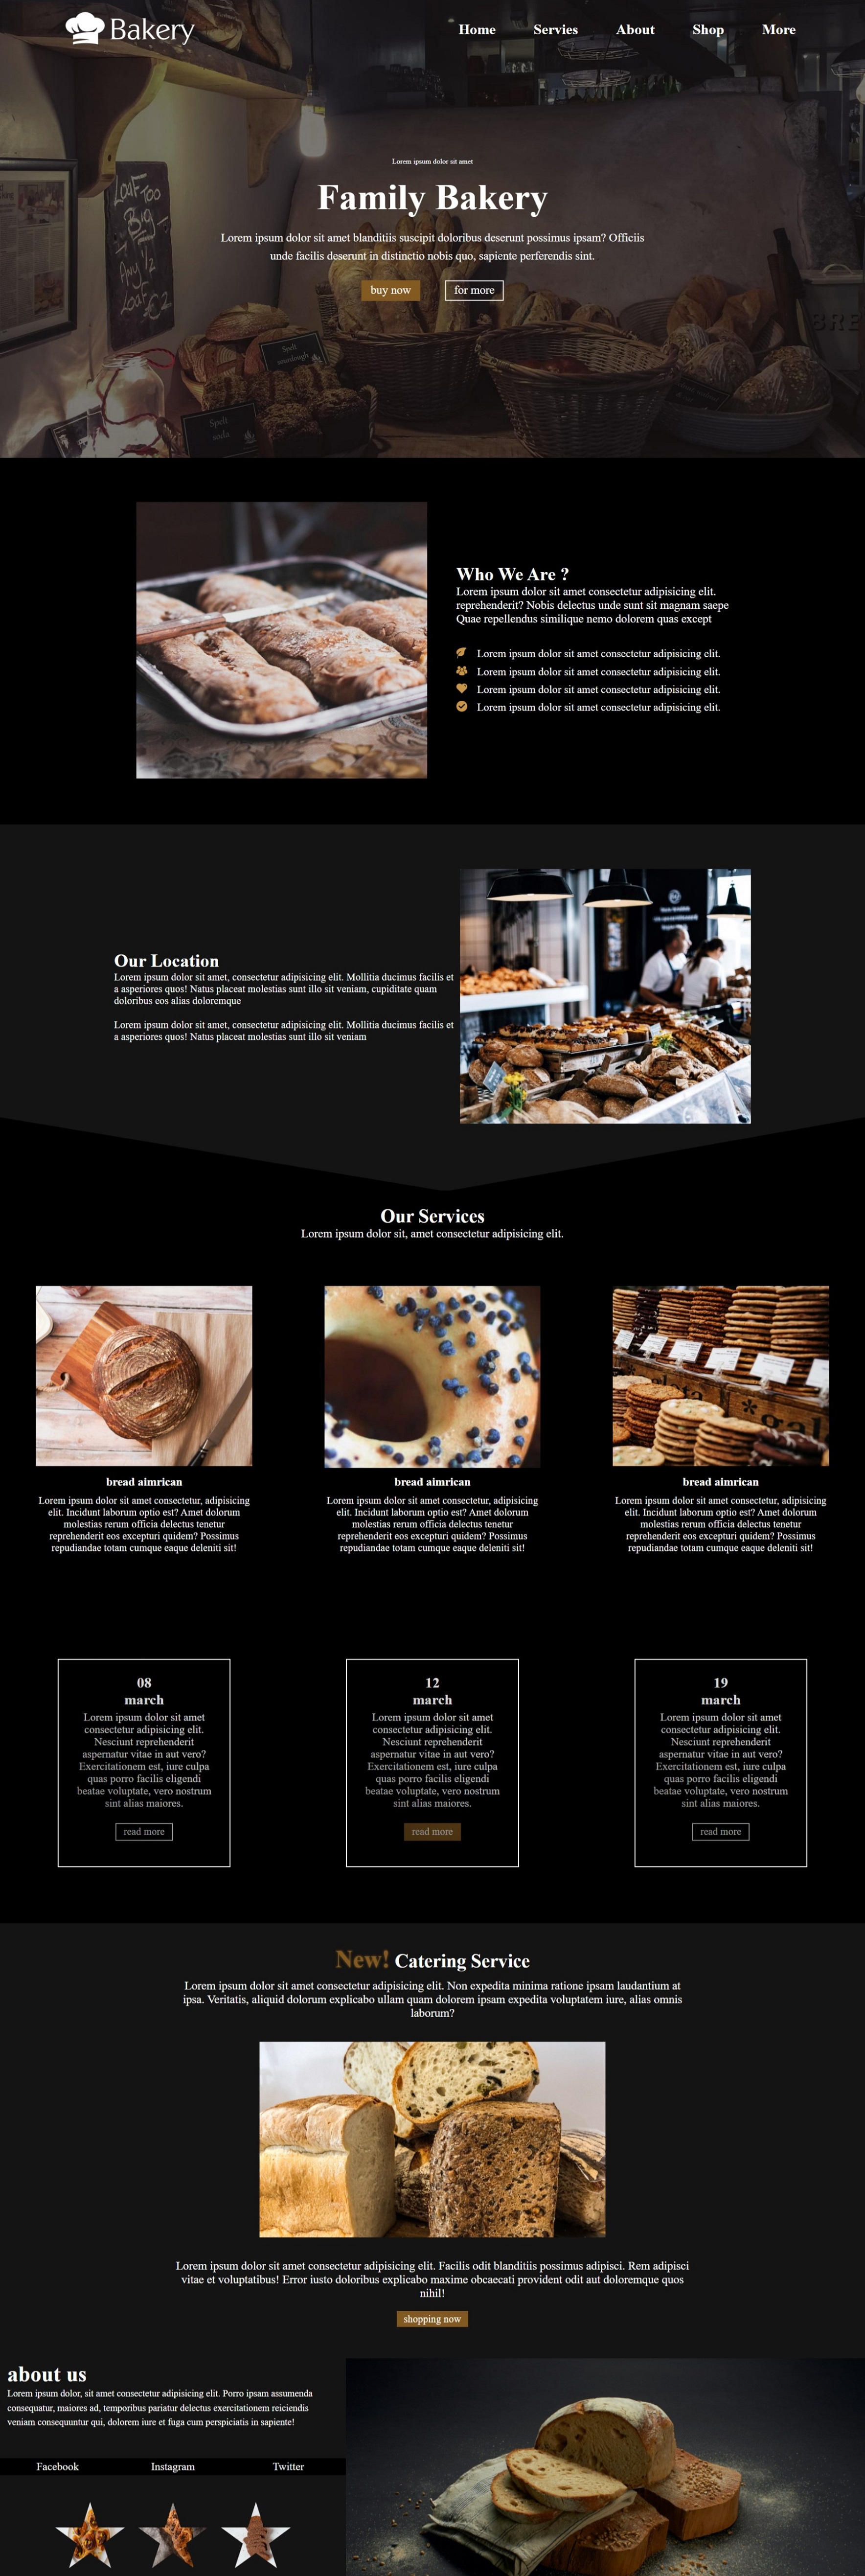 Bakery
Home Servies About Shop More
Lorem ipsum dolor sit amet
Family Bakery
Lorem ipsum dolor sit amet blanditiis suscipit doloribus deserunt possimus ipsam? Officiis
unde facilis deserunt in distinctio nobis quo, sapiente perferendis sint.
buy now for more
Loaf Too
Big
Any 1/2
Loaf €2
Spelt
sourdough
Spelt
soda
BRE
Who We Are ?
Lorem ipsum dolor sit amet consectetur adipisicing elit.
reprehenderit? Nobis delectus unde sunt sit magnam saepe
Quae repellendus similique nemo dolorem quas except
Lorem ipsum dolor sit amet consectetur adipisicing elit.
Lorem ipsum dolor sit amet consectetur adipisicing elit.
Lorem ipsum dolor sit amet consectetur adipisicing elit.
Lorem ipsum dolor sit amet consectetur adipisicing elit.
Our Location
Lorem ipsum dolor sit amet, consectetur adipisicing elit. Mollitia ducimus facilis et
a asperiores quos! Natus placeat molestias sunt illo sit veniam, cupiditate quam
doloribus eos alias doloremque
Lorem ipsum dolor sit amet, consectetur adipisicing elit. Mollitia ducimus facilis et
a asperiores quos! Natus placeat molestias sunt illo sit veniam
Our Services
Lorem ipsum dolor sit, amet consectetur adipisicing elit.
bread aimrican
Lorem ipsum dolor sit amet consectetur, adipisicing
elit. Incidunt laborum optio est? Amet dolorum
molestias rerum officia delectus tenetur
reprehenderit eos excepturi quidem? Possimus
repudiandae totam cumque eaque deleniti sit!
bread aimrican
Lorem ipsum dolor sit amet consectetur, adipisicing
elit. Incidunt laborum optio est? Amet dolorum
molestias rerum officia delectus tenetur
reprehenderit eos excepturi quidem? Possimus
repudiandae totam cumque eaque deleniti sit!
bread aimrican
Lorem ipsum dolor sit amet consectetur, adipisicing
elit. Incidunt laborum optio est? Amet dolorum
molestias rerum officia delectus tenetur
reprehenderit eos excepturi quidem? Possimus
repudiandae totam cumque eaque deleniti sit!
08
march
Lorem ipsum dolor sit amet
consectetur adipisicing elit.
Nesciunt reprehenderit
aspernatur vitae in aut vero?
Exercitationem est, iure culpa
quas porro facilis eligendi
beatae voluptate, vero nostrum
sint alias maiores.
read more
12
march
Lorem ipsum dolor sit amet
consectetur adipisicing elit.
Nesciunt reprehenderit
aspernatur vitae in aut vero?
Exercitationem est, iure culpa
quas porro facilis eligendi
beatae voluptate, vero nostrum
sint alias maiores.
read more
19
march
Lorem ipsum dolor sit amet
consectetur adipisicing elit.
Nesciunt reprehenderit
aspernatur vitae in aut vero?
Exercitationem est, iure culpa
quas porro facilis eligendi
beatae voluptate, vero nostrum
sint alias maiores.
read more
New! Catering Service
Lorem ipsum dolor sit amet consectetur adipisicing elit. Non expedita minima ratione ipsam laudantium at
ipsa. Veritatis, aliquid dolorum explicabo ullam quam dolorem ipsam expedita voluptatem iure, alias omnis
laborum?
Lorem ipsum dolor sit amet consectetur adipisicing elit. Facilis odit blanditiis possimus adipisci. Rem adipisci
vitae et voluptatibus! Error iusto doloribus explicabo maxime obcaecati provident odit aut doloremque quos
nihil!
shopping now
about us
Lorem ipsum dolor, sit amet consectetur adipisicing elit. Porro ipsam assumenda
consequatur, maiores ad, temporibus pariatur delectus exercitationem reiciendis
veniam consequuntur qui, dolorem iure et fuga cum perspiciatis in sapiente!
Facebook Instagram Twitter